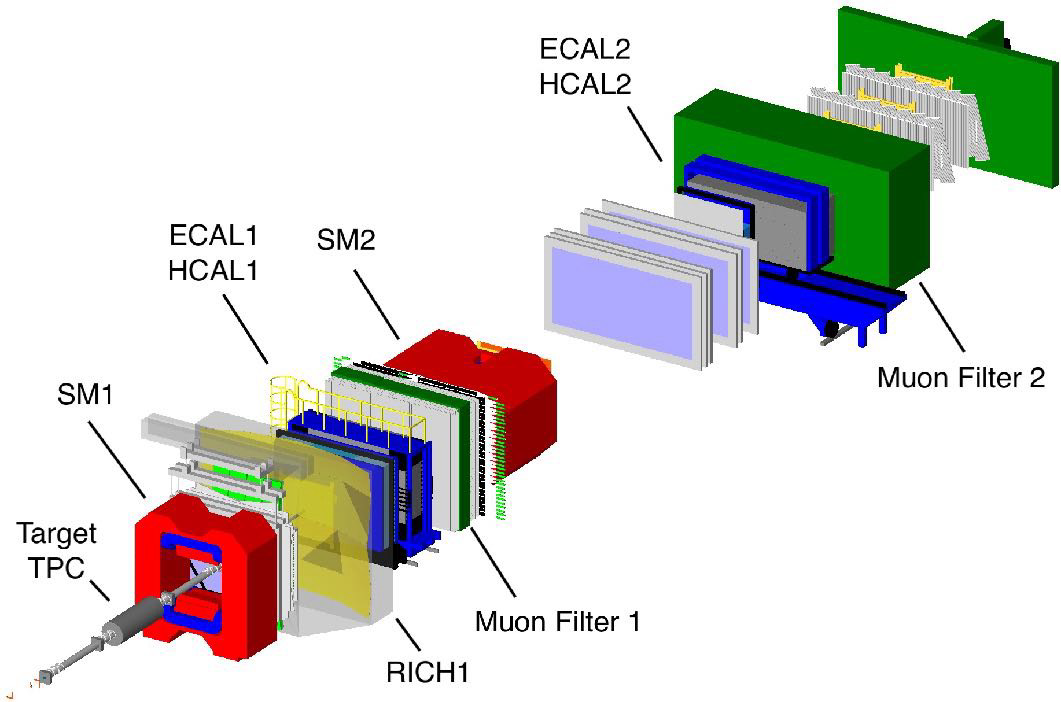 ECAL2
HCAL2
ECAL1
HCAL1
SM2
Muon Filter 2
SM1
Target
TPC
Muon Filter 1
RICH1